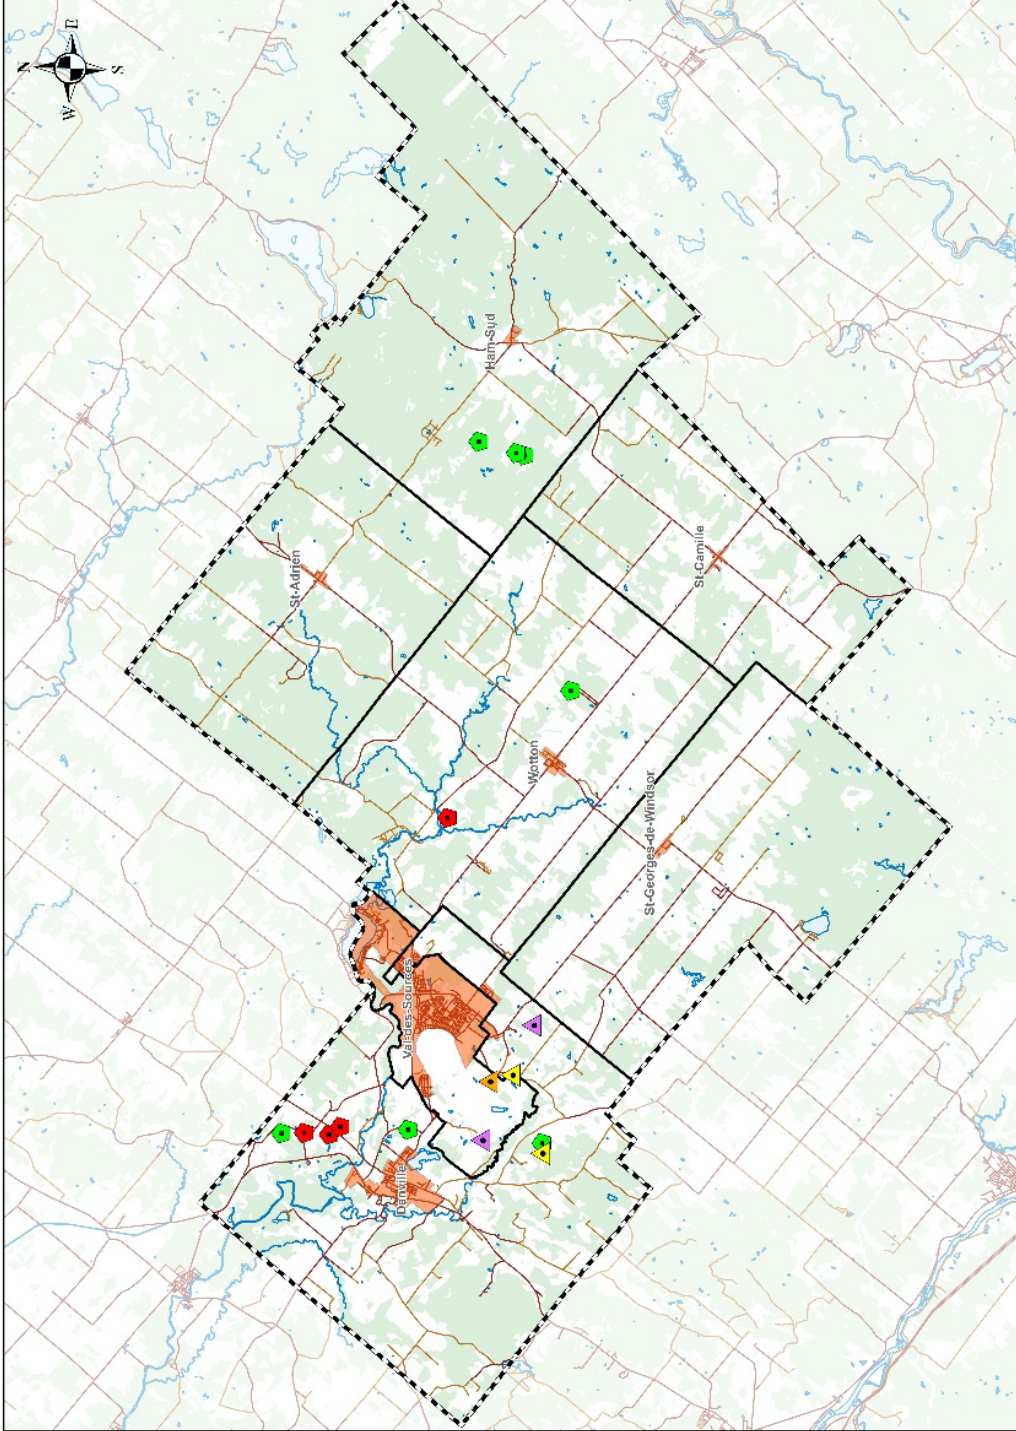 N
E
W
S
Ham-Sud
St-Adrien
St-Camille
Wotton
St-Georges-de-Windsor
Val-des-Sources
Danville